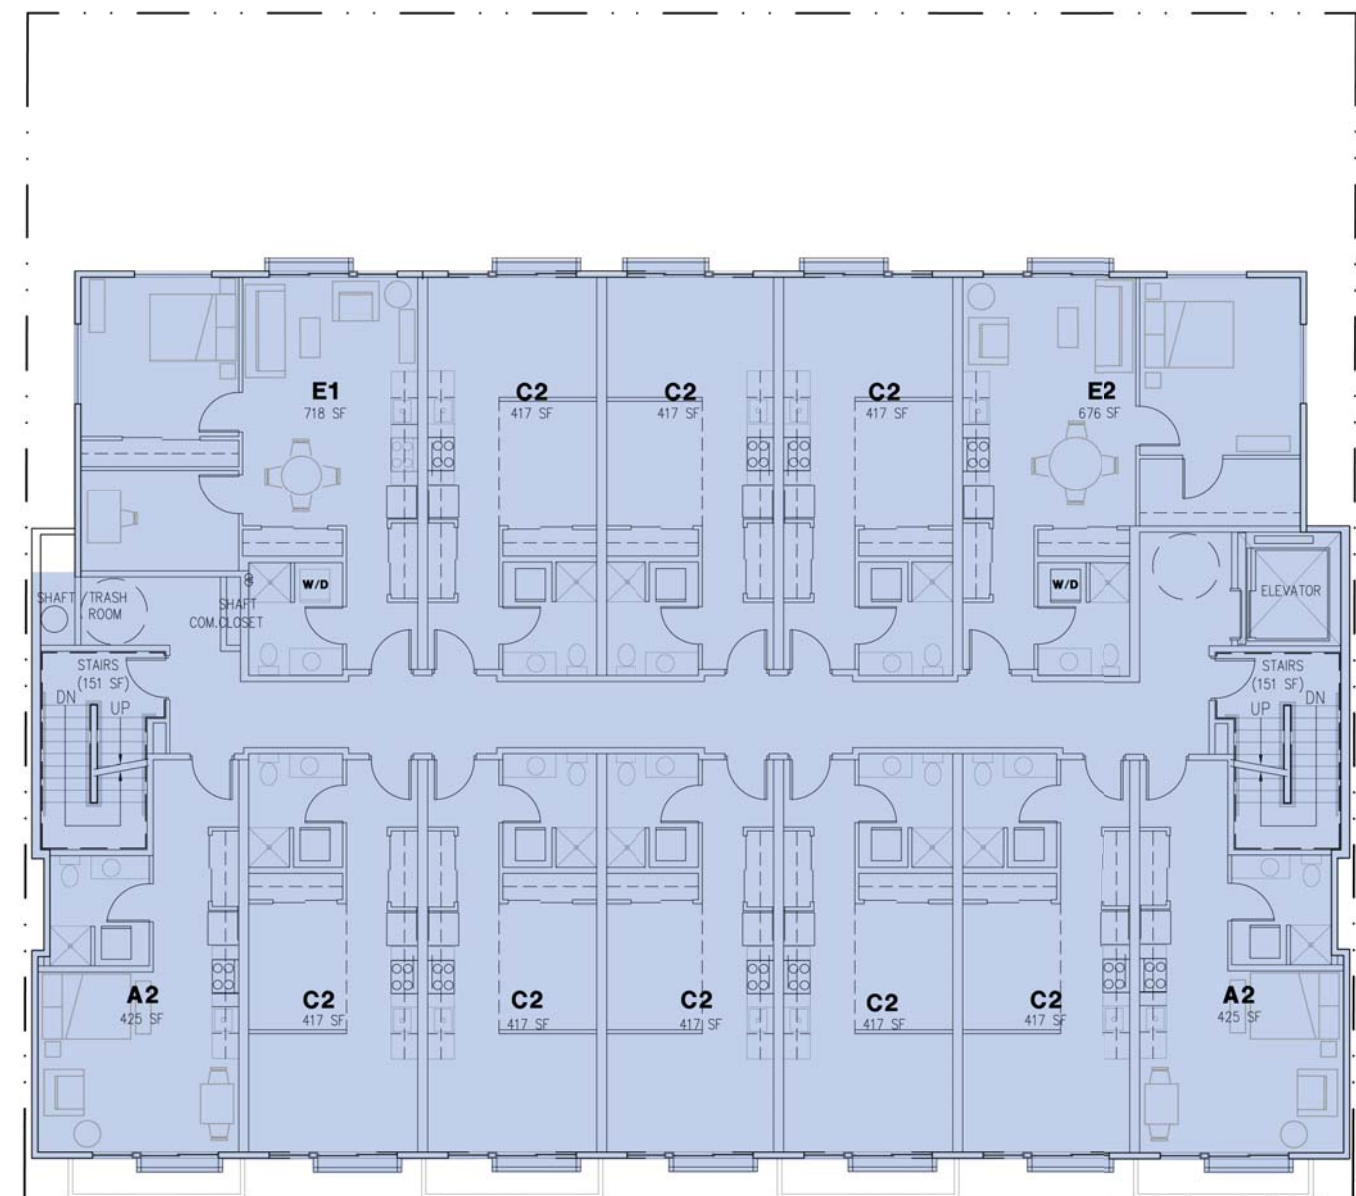 E1
718 SF
C2
417 SF
C2
417 SF
C2
417 SF
E2
676 SF
W/D
W/D
SHAFT
TRASH
ROOM
SHAFT
COM.CLOSET
ELEVATOR
STAIRS
(151 SF)
DN
UP
STAIRS
(151 SF)
UP
DN
A2
425 SF
C2
417 SF
C2
417 SF
C2
417 SF
C2
417 SF
C2
417 SF
A2
425 SF